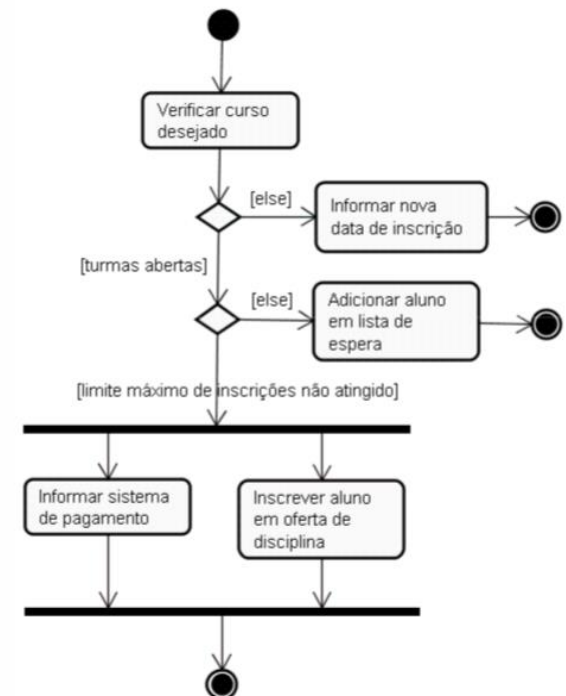 Verificar curso
desejado
[else]
Informar nova
data de inscrição
[turmas abertas]
[else]
Adicionar aluno
em lista de
espera
[limite máximo de inscrições não atingido]
Informar sistema
de pagamento
Inscrever aluno
em oferta de
disciplina